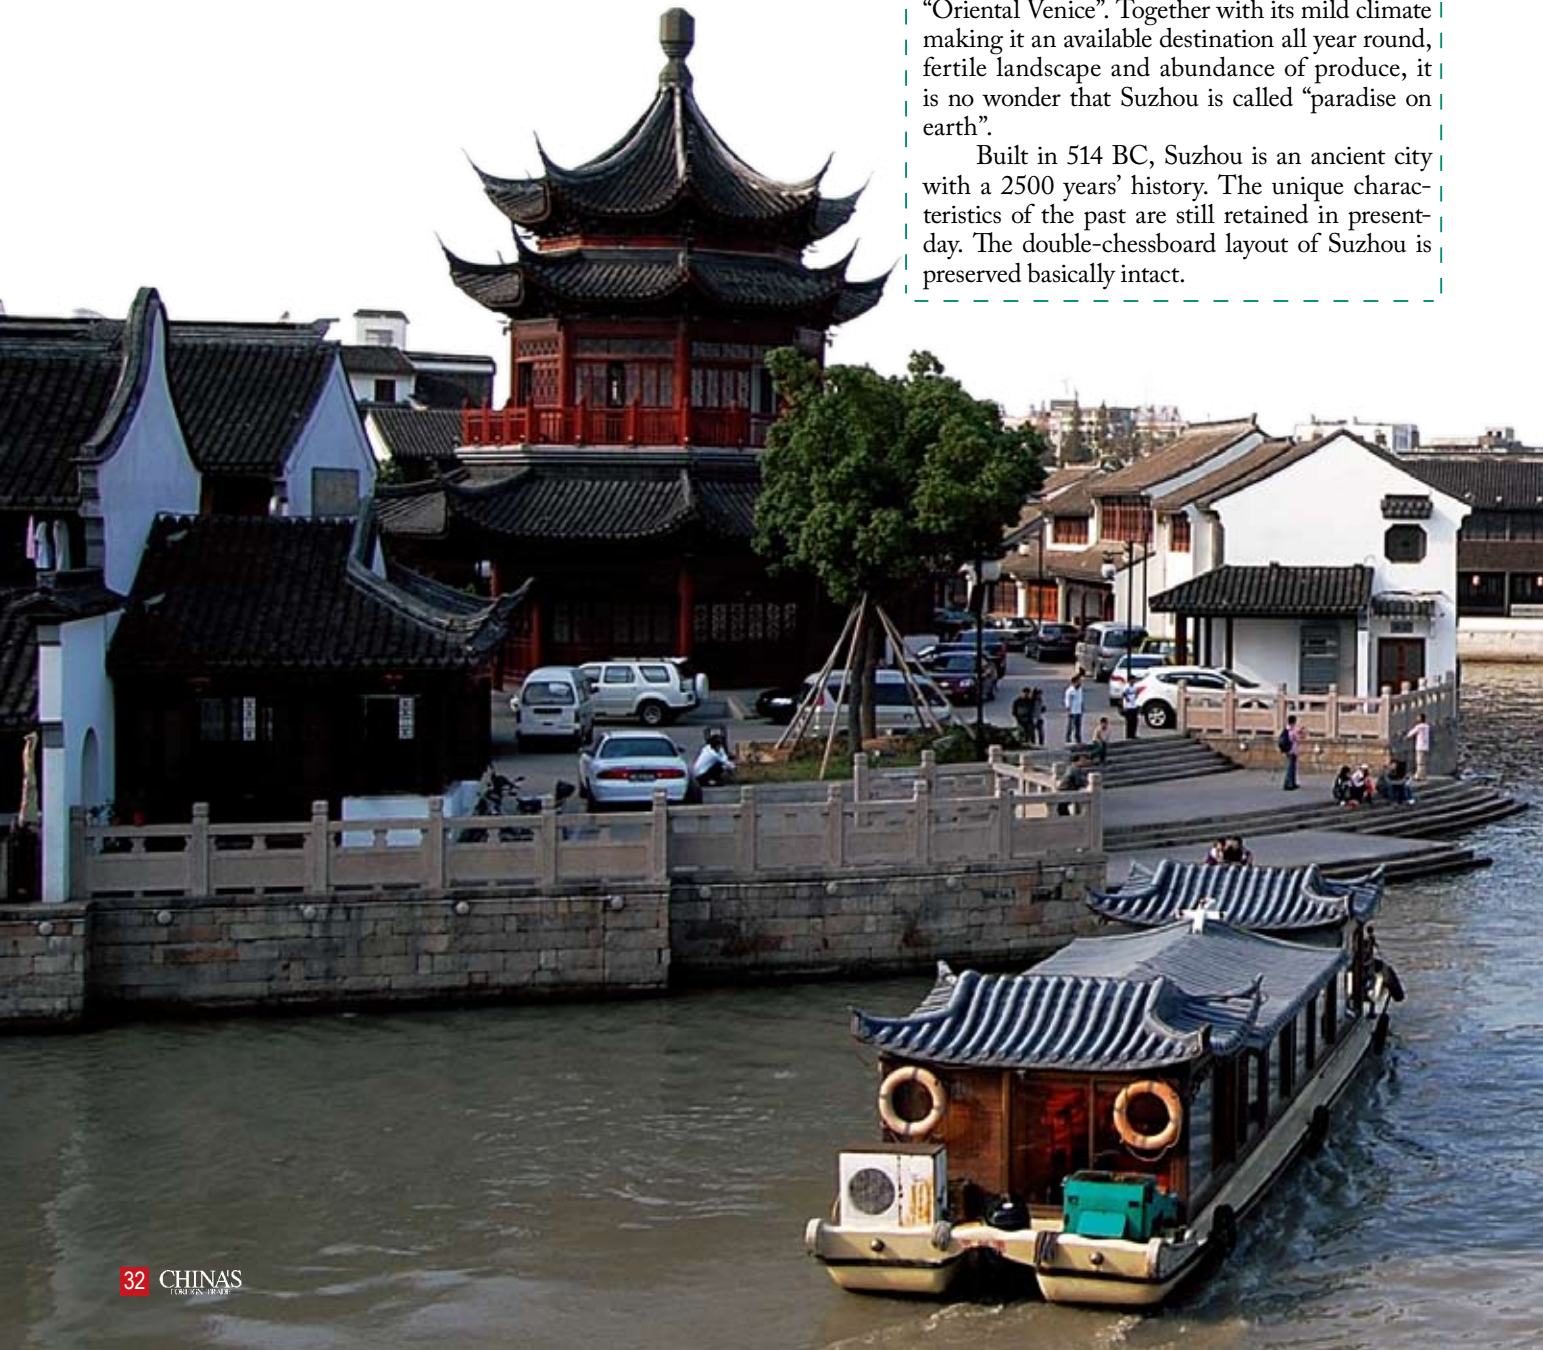 “Oriental Venice”. Together with its mild climate
making it an available destination all year round,
fertile landscape and abundance of produce, it
is no wonder that Suzhou is called “paradise on
earth”.
Built in 514 BC, Suzhou is an ancient city
with a 2500 years’ history. The unique charac-
teristics of the past are still retained in present-
day. The double-chessboard layout of Suzhou is
preserved basically intact.
32 CHINA'S
FOREIGN TRADE